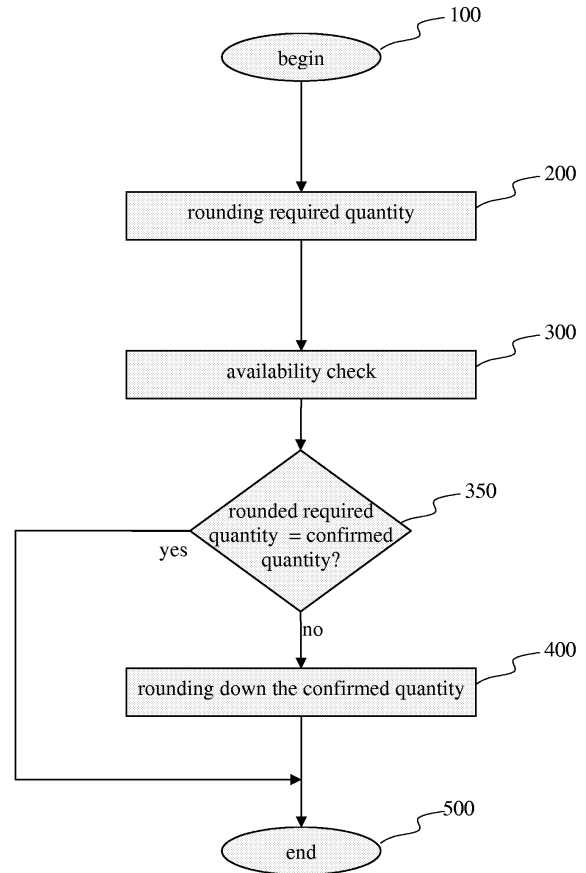 100
begin
200
rounding required quantity
300
availability check
350
rounded required
quantity = confirmed
quantity?
yes
no
400
rounding down the confirmed quantity
500
end